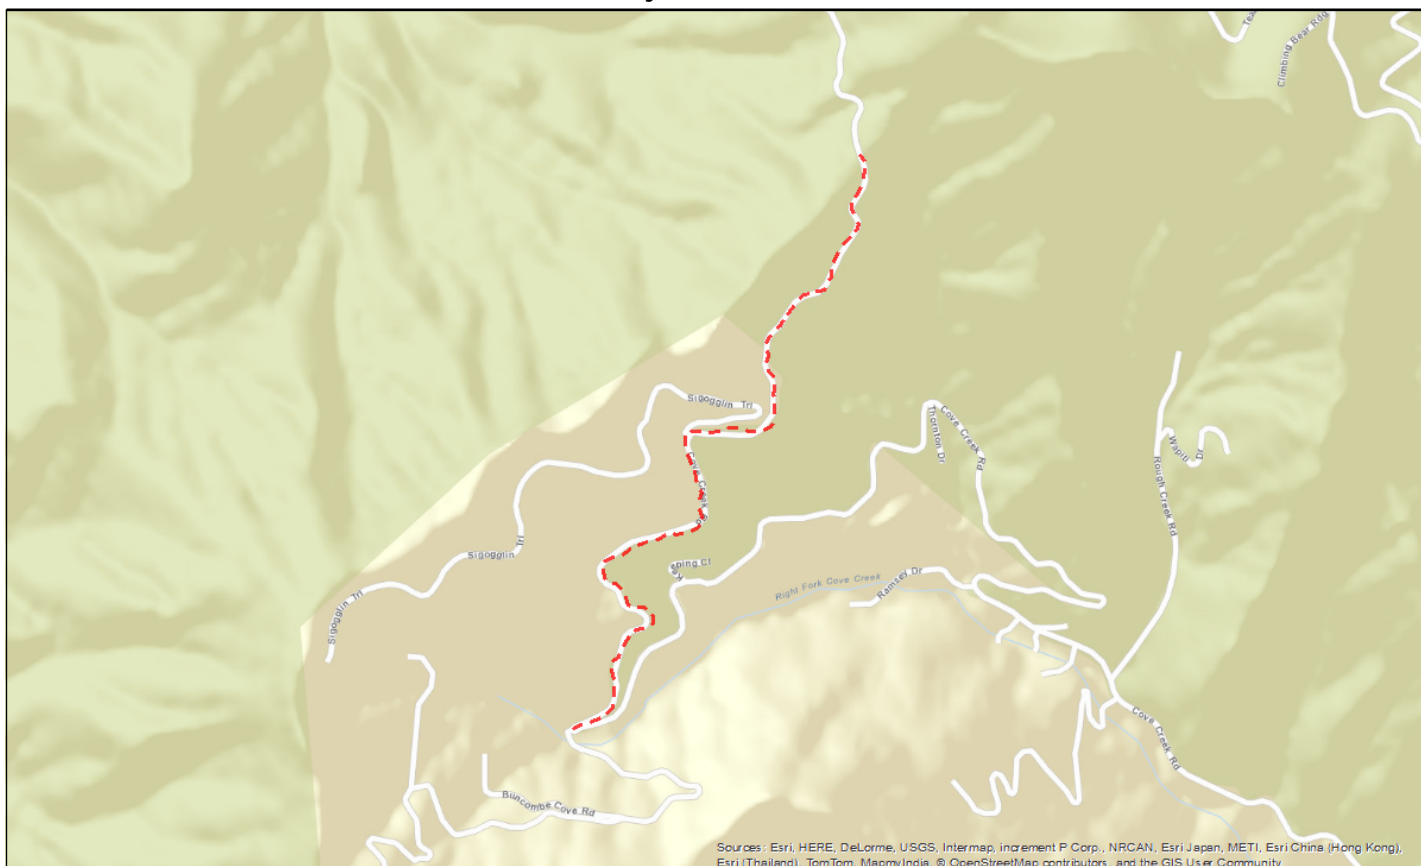 Climbing Bear Rdg
Sigogglin Trl
Cove Creek Rd
Thornton Dr
Cove Creek Rd
Wapiti Dr
Rough Creek Rd
Sigogglin Trl
Sigogglin Trl
Right Fork Cove Creek
Ramsey Dr
Cove Creek Rd
Buncombe Cove Rd
Sources: Esri, HERE, DeLorme, USGS, Intermap, increment P Corp., NRCAN, Esri Japan, METI, Esri China (Hong Kong),
Esri (Thailand), TomTom, MapmyIndia, © OpenStreetMap contributors, and the GIS User Community